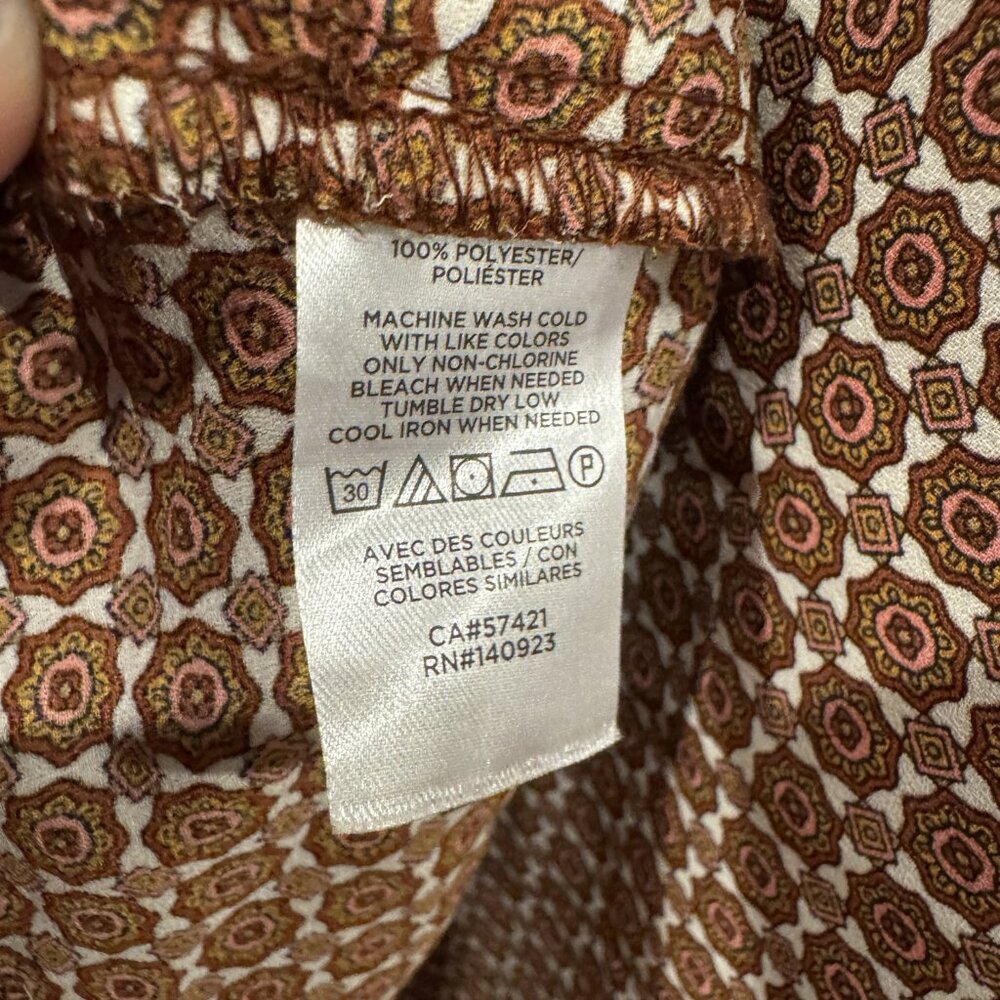 100% POLYESTER/
POLIÉSTER
MACHINE WASH COLD
WITH LIKE COLORS
ONLY NON-CHLORINE
BLEACH WHEN NEEDED
TUMBLE DRY LOW
COOL IRON WHEN NEEDED
30 P
AVEC DES COULEURS
SEMBLABLES / CON
COLORES SIMILARES
CA#57421
RN#140923